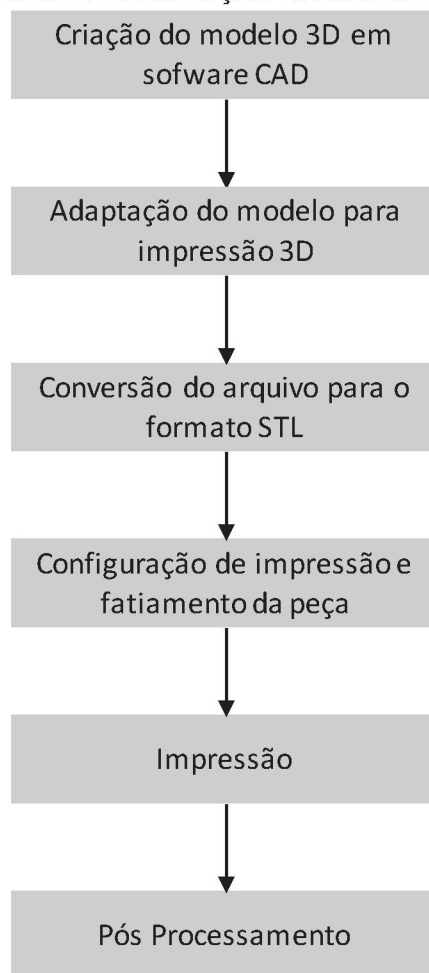 Criação do modelo 3D em
sofware CAD
Adaptação do modelo para
impressão 3D
Conversão do arquivo para o
formato STL
Configuração de impressão e
fatiamento da peça
Impressão
Pós Processamento